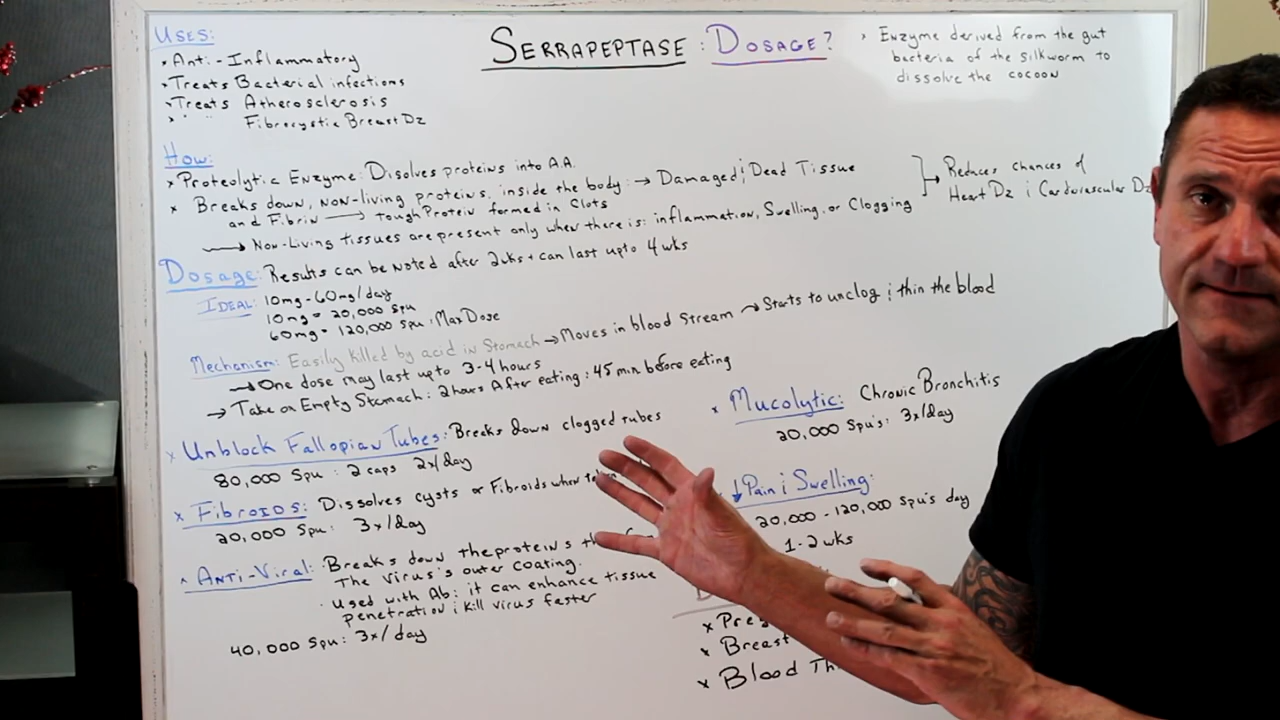 SERRAPEPTASE : DOSAGE?
USES:
• Anti-Inflammatory
• Treats Bacterial infections
• Treats Atherosclerosis
• " " Fibrocystic Breast Dz
• Enzyme derived from the gut
bacteria of the silkworm to
dissolve the cocoon
How:
× Proteolytic Enzyme: Disolves proteins into A.A.
× Breaks down, NON-living proteins, inside the body: → Damaged ; Dead Tissue
and Fibrin → tough Protein formed in Clots
→ Non-Living tissues are present only when there is: inflammation, Swelling, or Clogging
→ Reduces chances of
Heart Dz ; Cardovascular Dz
Dosage: Results can be noted after 2wks + can last upto 4 wks
IDEAL: 10mg - 60mg/day
10mg = 20,000 Spu
60mg = 120,000 Spu : Max Dose
Mechanism: Easily killed by acid in Stomach → Moves in blood Stream → Starts to unclog ; thin the blood
→ One dose may last upto 3-4 hours
→ Take on Empty Stomach: 2hours After eating ; 45 min before eating
× Unblock Fallopian Tubes: Breaks down clogged tubes
80,000 Spu : 2 caps 2x/day
× Fibroids: Dissolves cysts or Fibroids when
20,000 Spu: 3x/day
× Anti-Viral: Breaks down the proteins
The Virus's outer coating.
• Used with Ab: it can enhance tissue
penetration ; kill virus faster
40,000 Spu: 3x/day
× Mucolytic: Chronic Bronchitis
20,000 Spu's: 3x/day
↓ Pain ; Swelling:
20,000 - 120,000 Spu's day
1-2 wks
×
× Breast
× Blood